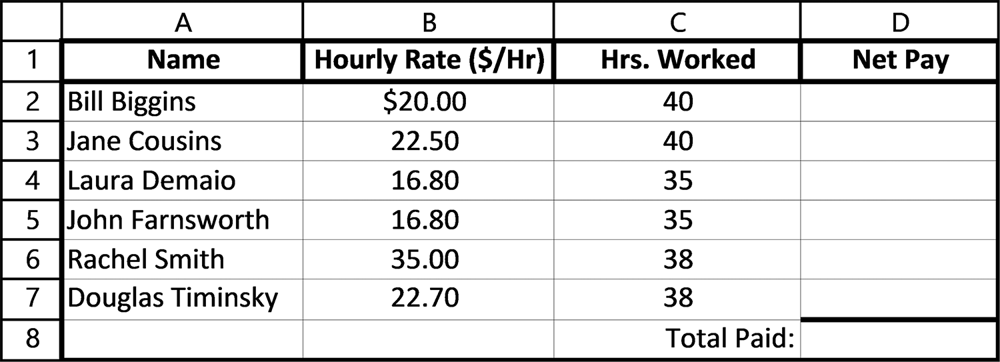 A B C D
1 Name Hourly Rate ($/Hr) Hrs. Worked Net Pay
2 Bill Biggins $20.00 40
3 Jane Cousins 22.50 40
4 Laura Demaio 16.80 35
5 John Farnsworth 16.80 35
6 Rachel Smith 35.00 38
7 Douglas Timinsky 22.70 38
8 Total Paid: